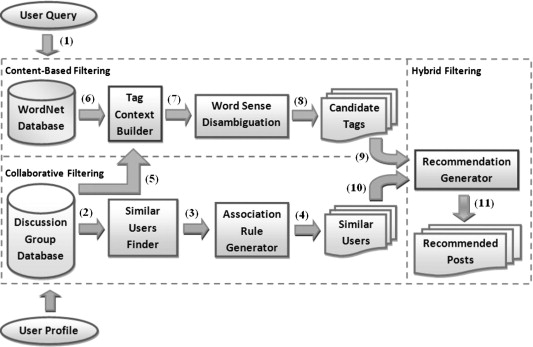 User Query
(1)
Content-Based Filtering
Hybrid Filtering
WordNet
Database
(6)
Tag
Context
Builder
(7)
Word Sense
Disambiguation
(8)
Candidate
Tags
(9)
Recommendation
Generator
(5)
(10)
Collaborative Filtering
Discussion
Group
Database
(2)
Similar
Users
Finder
(3)
Association
Rule
Generator
(4)
Similar
Users
(11)
Recommended
Posts
User Profile